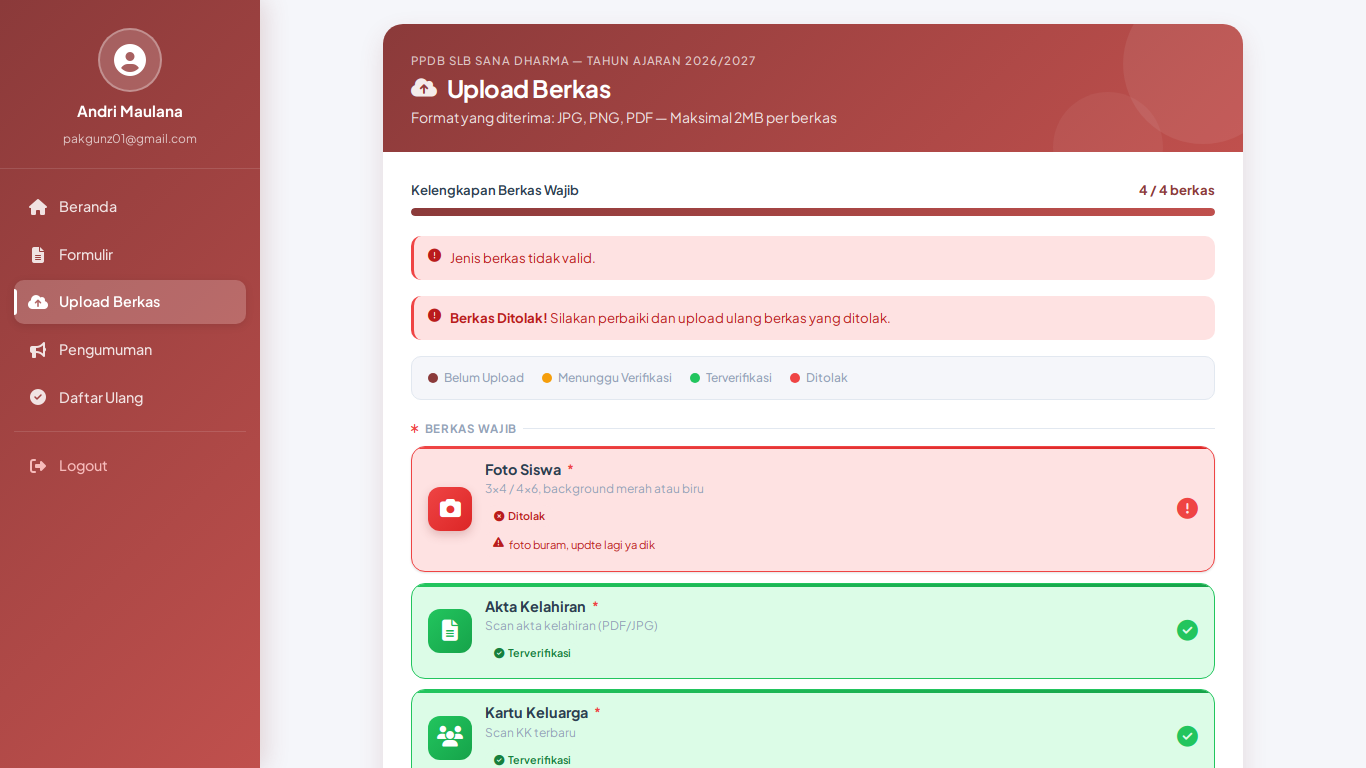 Andri Maulana
pakgunz01@gmail.com
Beranda
Formulir
Upload Berkas
Pengumuman
Daftar Ulang
Logout
PPDB SLB SANA DHARMA — TAHUN AJARAN 2026/2027
Upload Berkas
Format yang diterima: JPG, PNG, PDF — Maksimal 2MB per berkas
Kelengkapan Berkas Wajib
4 / 4 berkas
Jenis berkas tidak valid.
Berkas Ditolak! Silakan perbaiki dan upload ulang berkas yang ditolak.
Belum Upload
Menunggu Verifikasi
Terverifikasi
Ditolak
* BERKAS WAJIB
Foto Siswa *
3×4 / 4×6, background merah atau biru
Ditolak
foto buram, updte lagi ya dik
Akta Kelahiran *
Scan akta kelahiran (PDF/JPG)
Terverifikasi
Kartu Keluarga *
Scan KK terbaru
Terverifikasi